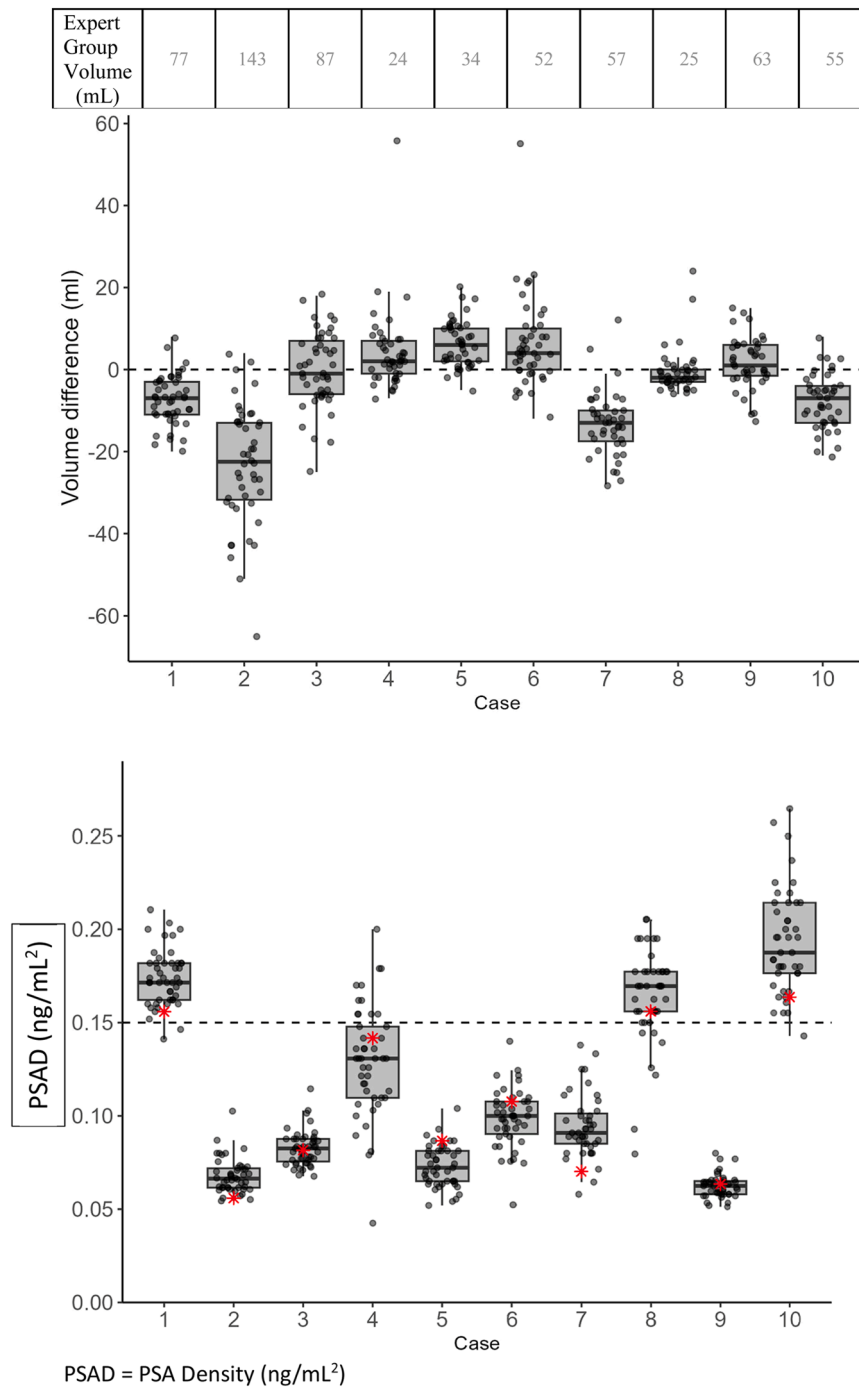 Expert
Group
Volume
(mL)
77 143 87 24 34 52 57 25 63 55
60
40
20
0
-20
-40
-60
Volume difference (ml)
1 2 3 4 5 6 7 8 9 10
Case
0.25
0.20
0.15
0.10
0.05
0.00
PSAD (ng/mL²)
1 2 3 4 5 6 7 8 9 10
Case
PSAD = PSA Density (ng/mL²)